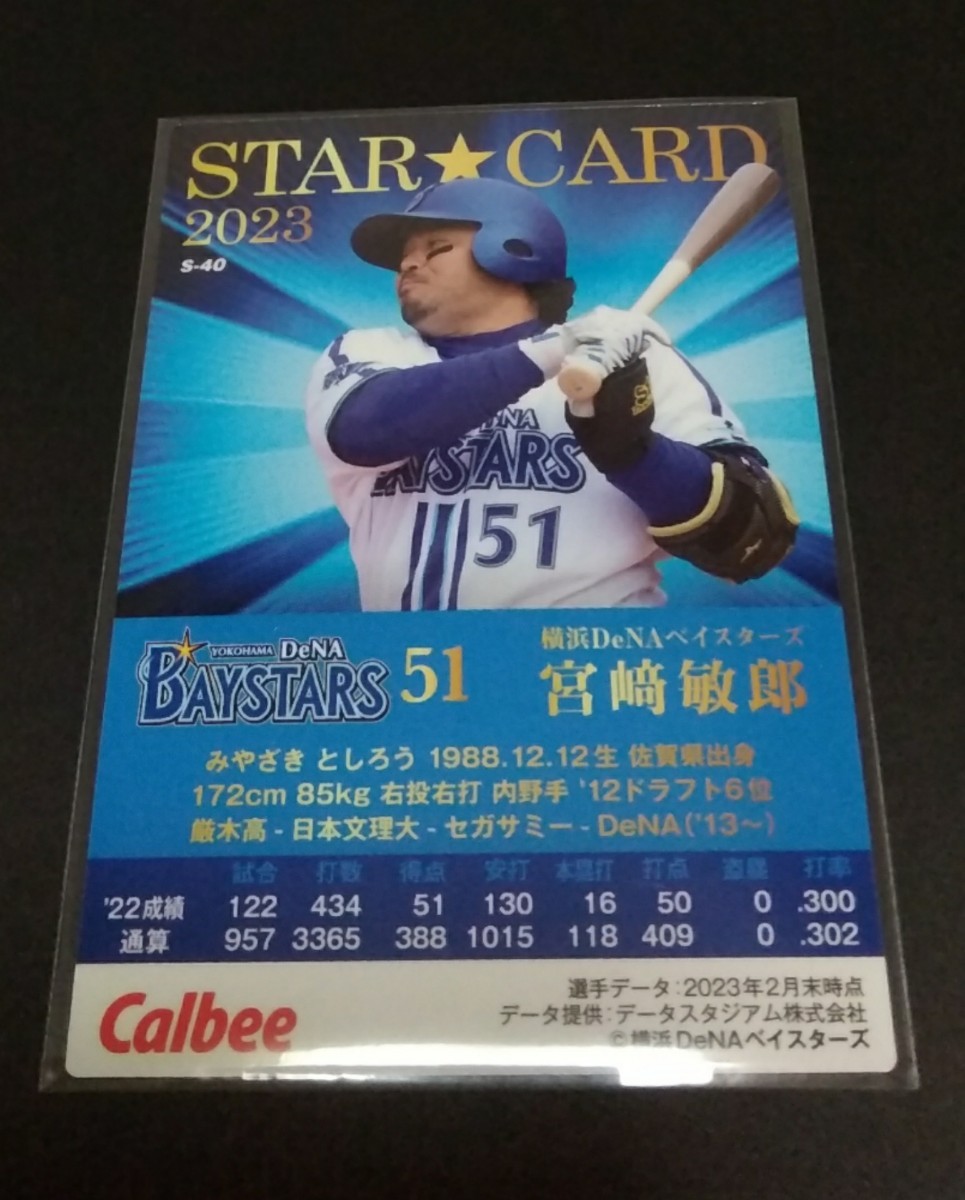 STAR★CARD
2023
S-40
DeNA
BAYSTARS
51
YOKOHAMA DeNA
BAYSTARS
51
横浜DeNAベイスターズ
宮﨑敏郎
みやざき としろう 1988.12.12生 佐賀県出身
172cm 85kg 右投右打 内野手 '12ドラフト6位
厳木高-日本文理大-セガサミー-DeNA('13〜)
試合 打数 得点 安打 本塁打 打点 盗塁 打率
'22成績 122 434 51 130 16 50 0 .300
通算 957 3365 388 1015 118 409 0 .302
Calbee
選手データ:2023年2月末時点
データ提供:データスタジアム株式会社
©横浜DeNAベイスターズ